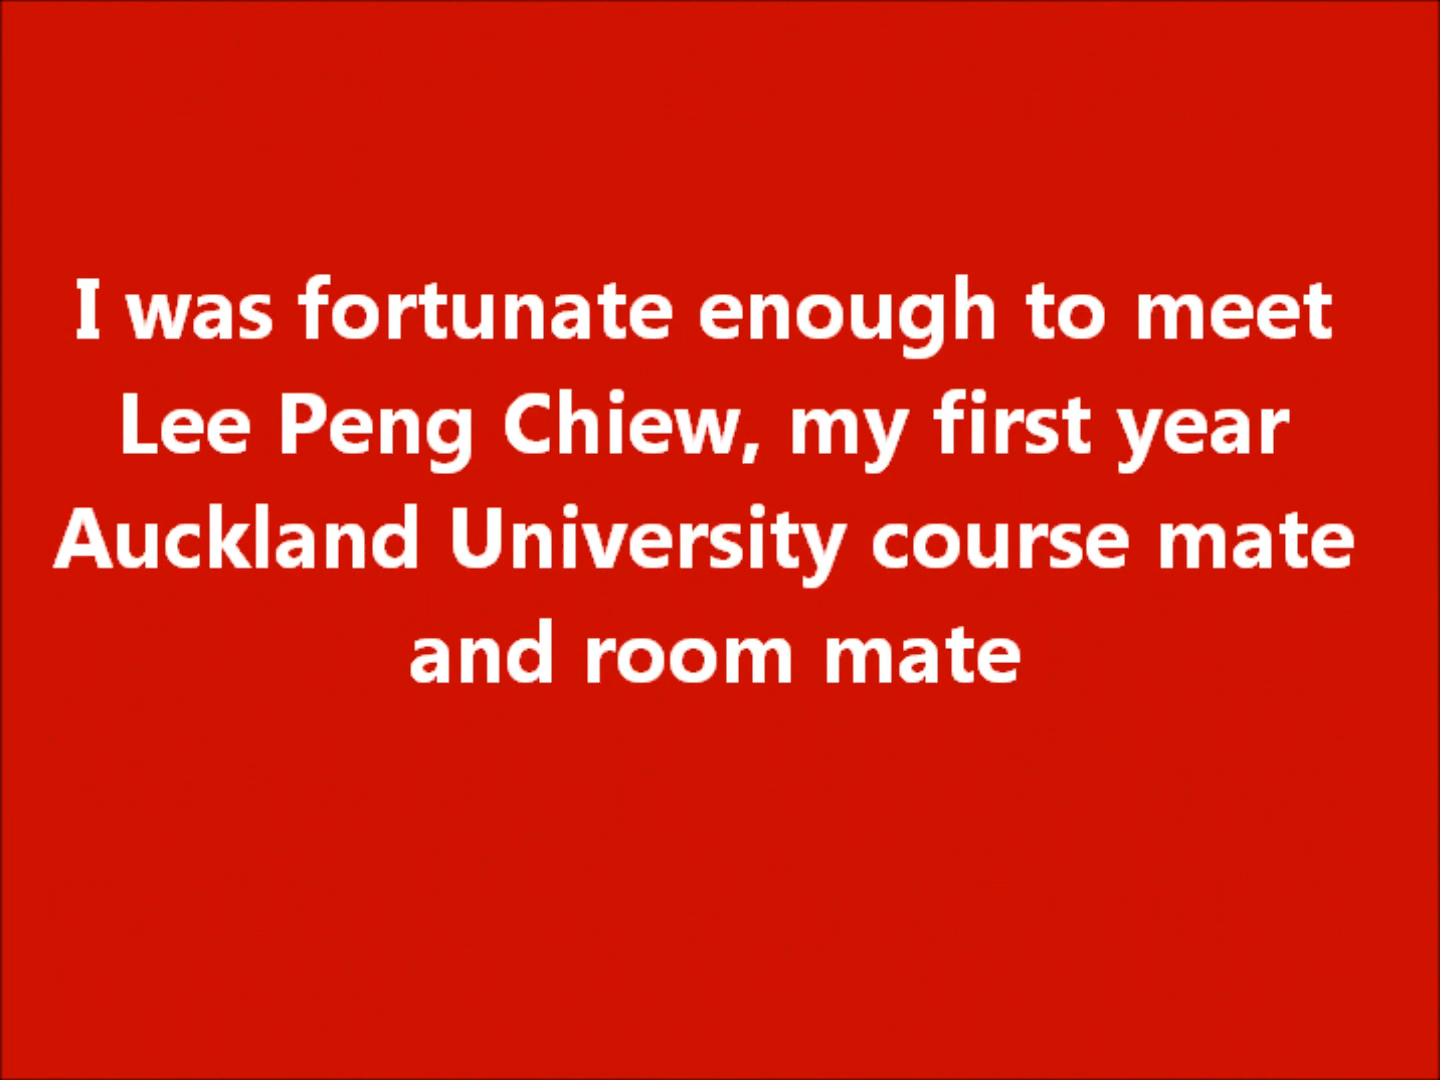 I was fortunate enough to meet
Lee Peng Chiew, my first year
Auckland University course mate
and room mate